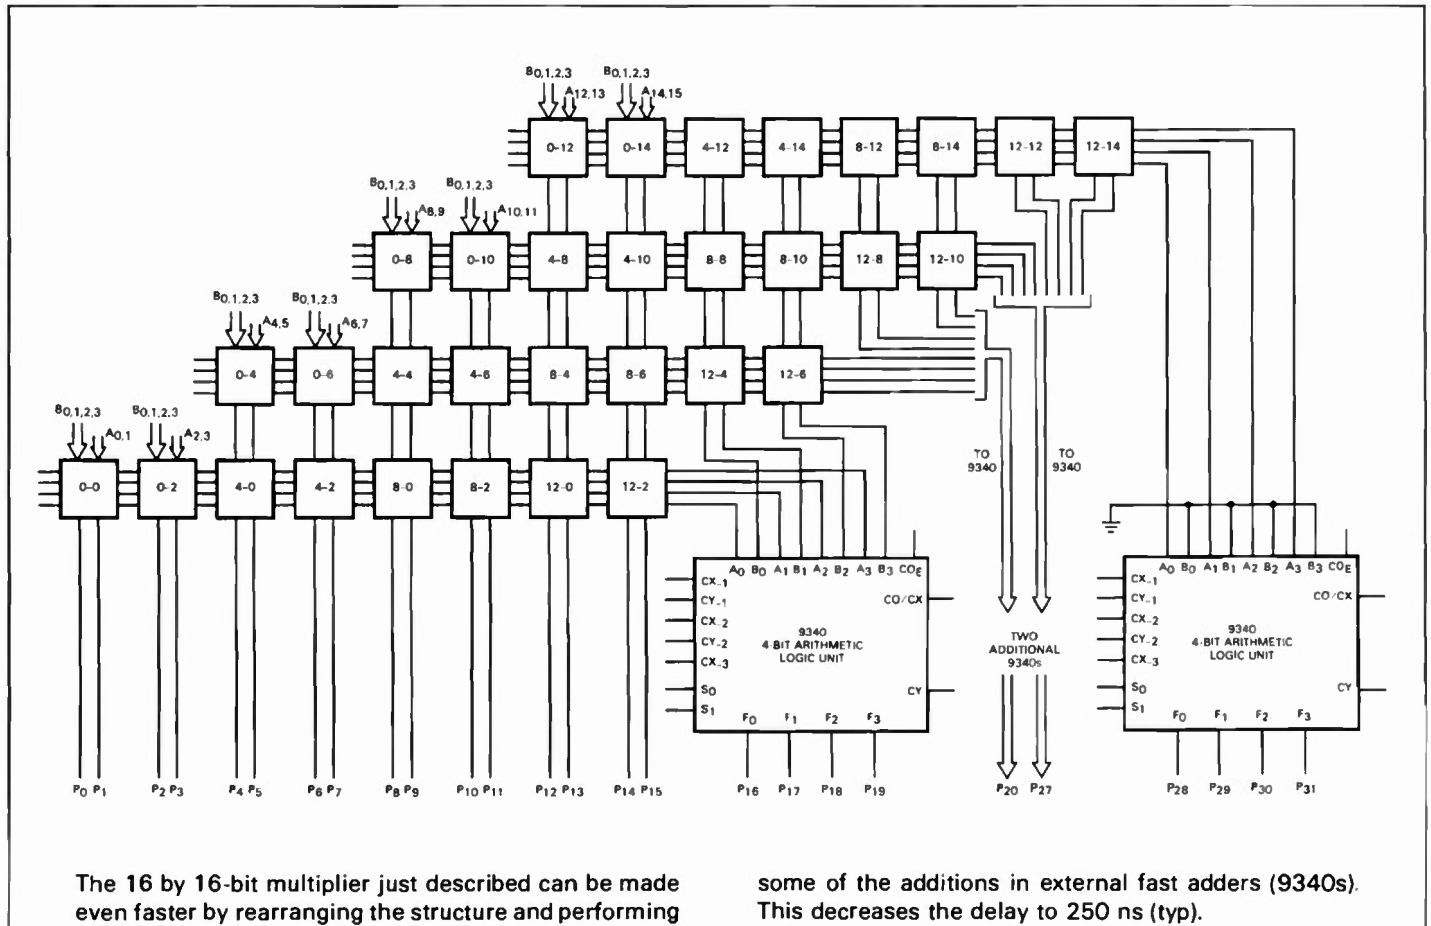 B0,1,2,3 B0,1,2,3
A12,13 A14,15
0-12 0-14 4-12 4-14 8-12 8-14 12-12 12-14
B0,1,2,3 B0,1,2,3
A8,9 A10,11
0-8 0-10 4-8 4-10 8-8 8-10 12-8 12-10
B0,1,2,3 B0,1,2,3
A4,5 A6,7
0-4 0-6 4-4 4-6 8-4 8-6 12-4 12-6
B0,1,2,3 B0,1,2,3
A0,1 A2,3
0-0 0-2 4-0 4-2 8-0 8-2 12-0 12-2
TO 9340
TO 9340
A0 B0 A1 B1 A2 B2 A3 B3 COE
CX-1
CY-1
CX-2
CY-2
CX-3
S0
S1
CO/CX
CY
9340
4-BIT ARITHMETIC
LOGIC UNIT
F0 F1 F2 F3
TWO
ADDITIONAL
9340s
A0 B0 A1 B1 A2 B2 A3 B3 COE
CX-1
CY-1
CX-2
CY-2
CX-3
S0
S1
CO/CX
CY
9340
4-BIT ARITHMETIC
LOGIC UNIT
F0 F1 F2 F3
P0 P1 P2 P3 P4 P5 P6 P7 P8 P9 P10 P11 P12 P13 P14 P15 P16 P17 P18 P19 P20 P27 P28 P29 P30 P31
The 16 by 16-bit multiplier just described can be made
even faster by rearranging the structure and performing
some of the additions in external fast adders (9340s).
This decreases the delay to 250 ns (typ).